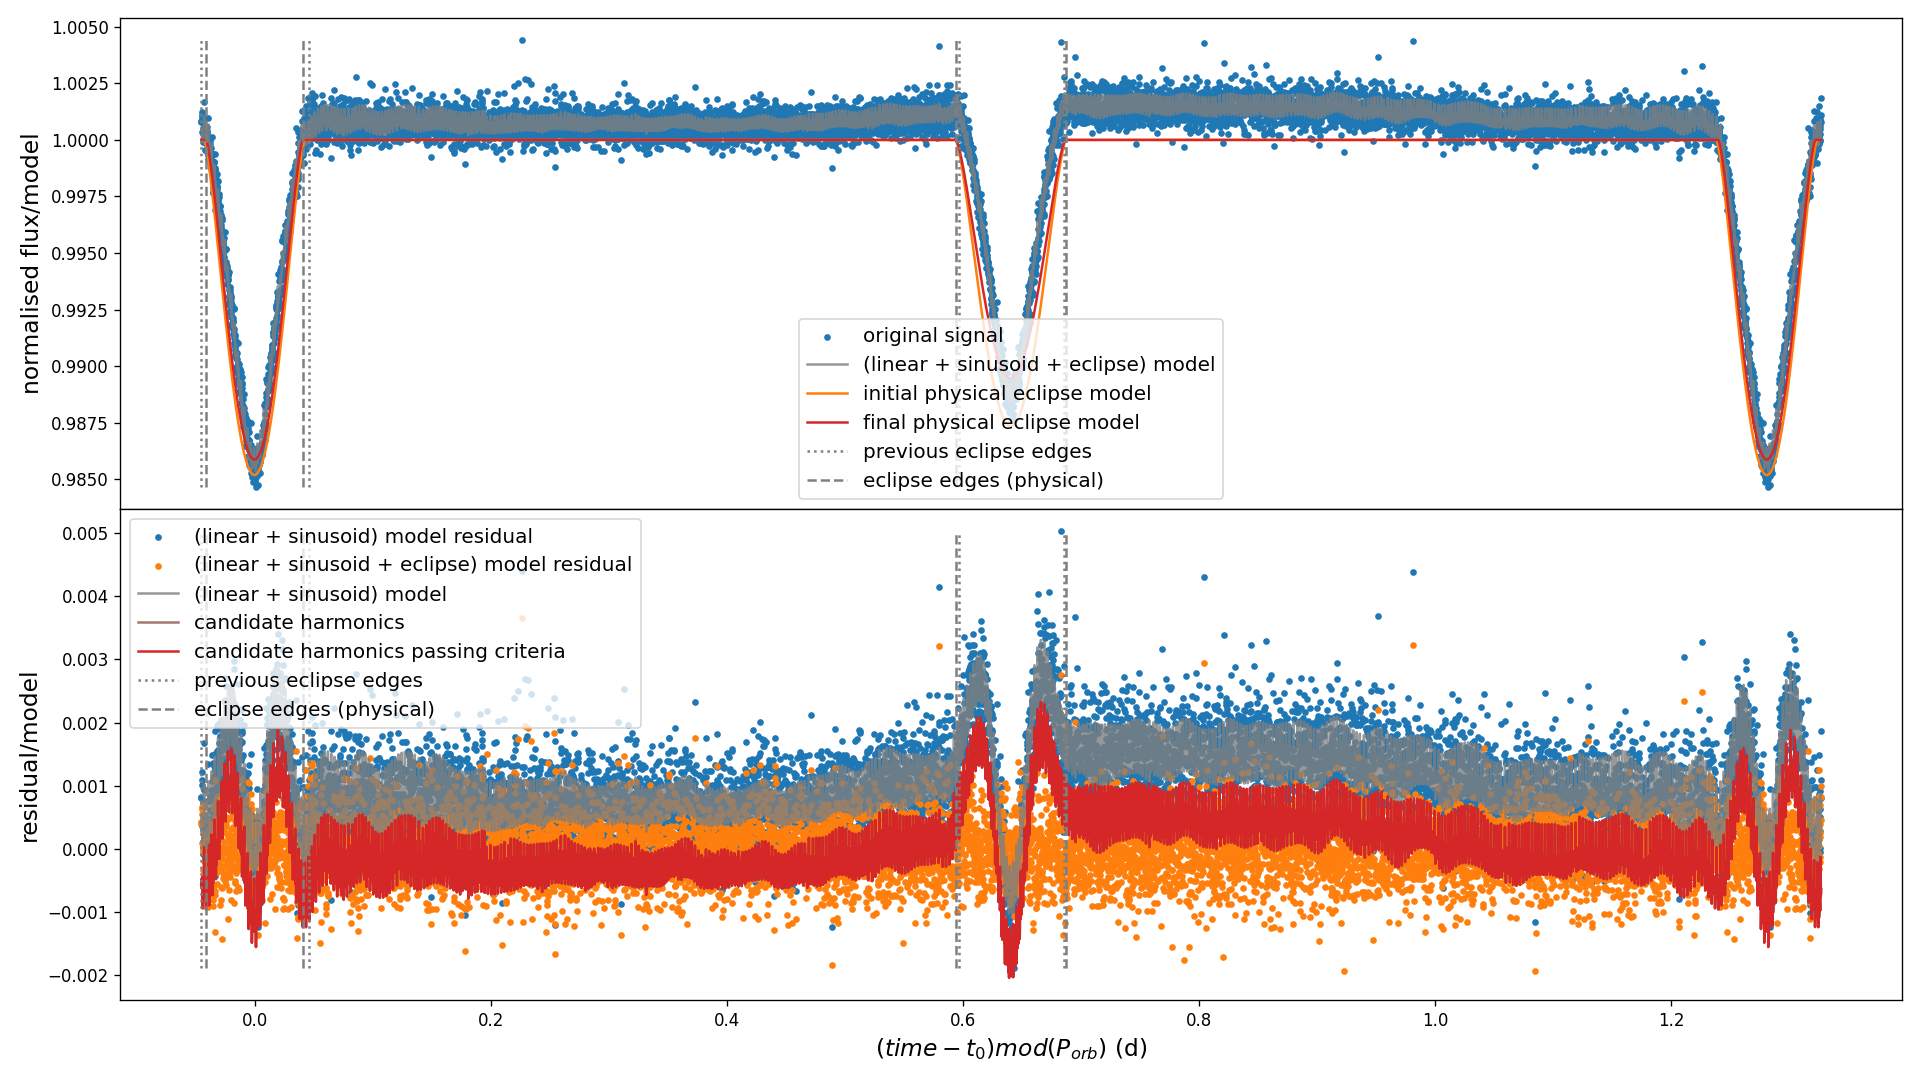 1.0050
1.0025
1.0000
0.9975
0.9950
0.9925
0.9900
0.9875
0.9850
normalised flux/model
original signal
(linear + sinusoid + eclipse) model
initial physical eclipse model
final physical eclipse model
previous eclipse edges
eclipse edges (physical)
0.005
0.004
0.003
0.002
0.001
0.000
−0.001
−0.002
residual/model
(linear + sinusoid) model residual
(linear + sinusoid + eclipse) model residual
(linear + sinusoid) model
candidate harmonics
candidate harmonics passing criteria
previous eclipse edges
eclipse edges (physical)
0.0 0.2 0.4 0.6 0.8 1.0 1.2
(time − t₀)mod(Pₒᵣb) (d)